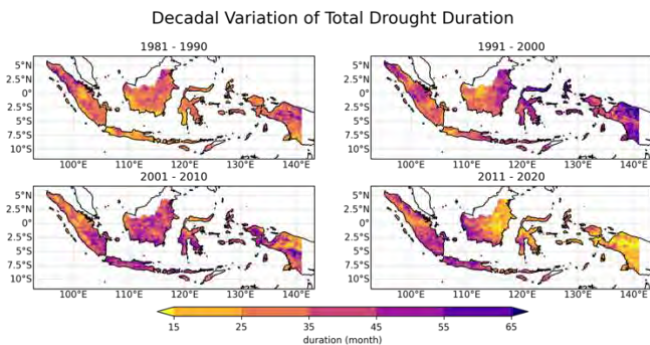 Decadal Variation of Total Drought Duration
1981 - 1990
1991 - 2000
5°N
2.5°N
0°
2.5°S
5°S
7.5°S
10°S
100°E 110°E 120°E 130°E 140°E
5°N
2.5°N
0°
2.5°S
5°S
7.5°S
10°S
100°E 110°E 120°E 130°E 140°E
2001 - 2010
2011 - 2020
5°N
2.5°N
0°
2.5°S
5°S
7.5°S
10°S
100°E 110°E 120°E 130°E 140°E
5°N
2.5°N
0°
2.5°S
5°S
7.5°S
10°S
100°E 110°E 120°E 130°E 140°E
15 25 35 45 55 65
duration (month)